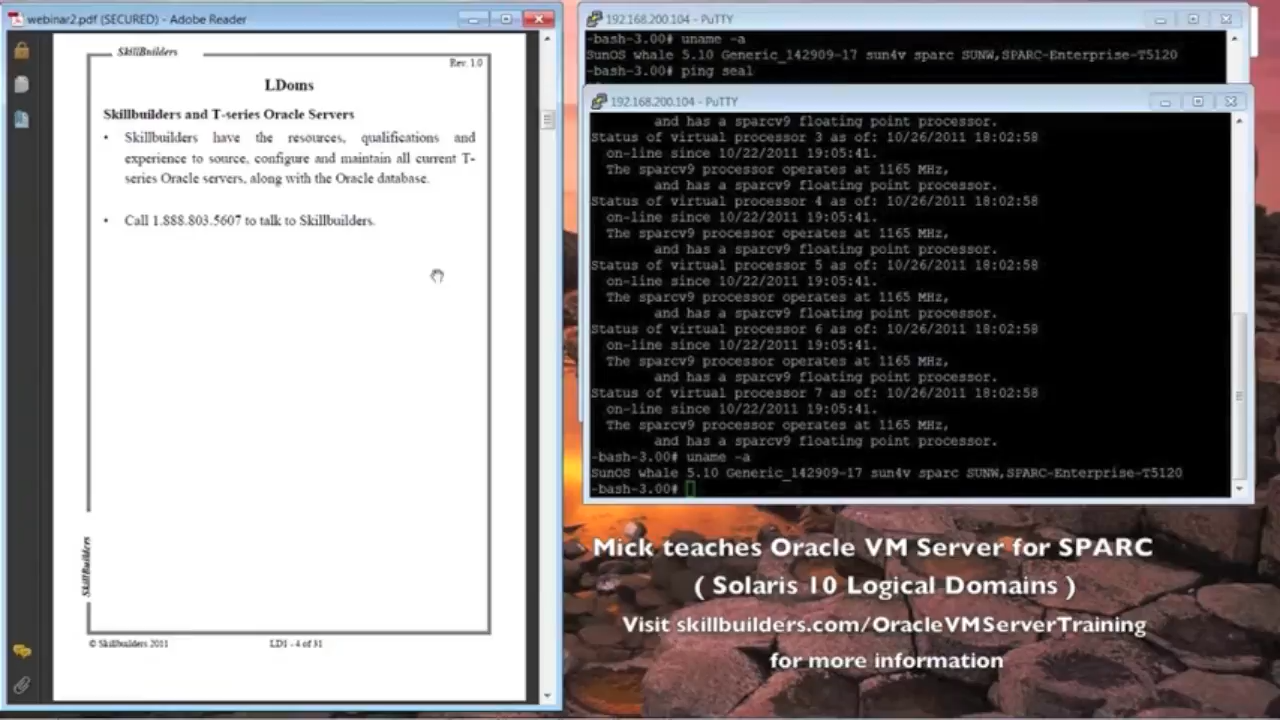 webinar2.pdf (SECURED) - Adobe Reader
SkillBuilders
Rev. 1.0
LDoms
Skillbuilders and T-series Oracle Servers
• Skillbuilders have the resources, qualifications and
experience to source, configure and maintain all current T-
series Oracle servers, along with the Oracle database.
• Call 1.888.803.5607 to talk to Skillbuilders.
SkillBuilders
© Skillbuilders 2011
LD1 - 4 of 31
192.168.200.104 - PuTTY
-bash-3.00# uname -a
SunOS whale 5.10 Generic_142909-17 sun4v sparc SUNW,SPARC-Enterprise-T5120
-bash-3.00# ping seal
192.168.200.104 - PuTTY
and has a sparcv9 floating point processor.
Status of virtual processor 3 as of: 10/26/2011 18:02:58
on-line since 10/22/2011 19:05:41.
The sparcv9 processor operates at 1165 MHz,
and has a sparcv9 floating point processor.
Status of virtual processor 4 as of: 10/26/2011 18:02:58
on-line since 10/22/2011 19:05:41.
The sparcv9 processor operates at 1165 MHz,
and has a sparcv9 floating point processor.
Status of virtual processor 5 as of: 10/26/2011 18:02:58
on-line since 10/22/2011 19:05:41.
The sparcv9 processor operates at 1165 MHz,
and has a sparcv9 floating point processor.
Status of virtual processor 6 as of: 10/26/2011 18:02:58
on-line since 10/22/2011 19:05:41.
The sparcv9 processor operates at 1165 MHz,
and has a sparcv9 floating point processor.
Status of virtual processor 7 as of: 10/26/2011 18:02:58
on-line since 10/22/2011 19:05:41.
The sparcv9 processor operates at 1165 MHz,
and has a sparcv9 floating point processor.
-bash-3.00# uname -a
SunOS whale 5.10 Generic_142909-17 sun4v sparc SUNW,SPARC-Enterprise-T5120
-bash-3.00#
Mick teaches Oracle VM Server for SPARC
( Solaris 10 Logical Domains )
Visit skillbuilders.com/OracleVMServerTraining
for more information